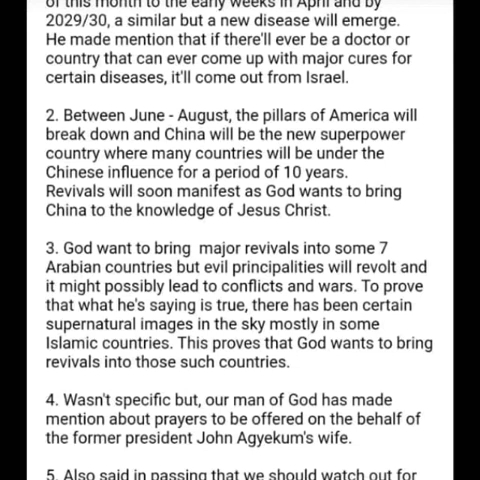 of this month to the early weeks in April and by
2029/30, a similar but a new disease will emerge.
He made mention that if there'll ever be a doctor or
country that can ever come up with major cures for
certain diseases, it'll come out from Israel.
2. Between June - August, the pillars of America will
break down and China will be the new superpower
country where many countries will be under the
Chinese influence for a period of 10 years.
Revivals will soon manifest as God wants to bring
China to the knowledge of Jesus Christ.
3. God want to bring  major revivals into some 7
Arabian countries but evil principalities will revolt and
it might possibly lead to conflicts and wars. To prove
that what he's saying is true, there has been certain
supernatural images in the sky mostly in some
Islamic countries. This proves that God wants to bring
revivals into those such countries.
4. Wasn't specific but, our man of God has made
mention about prayers to be offered on the behalf of
the former president John Agyekum's wife.
5. Also said in passing that we should watch out for